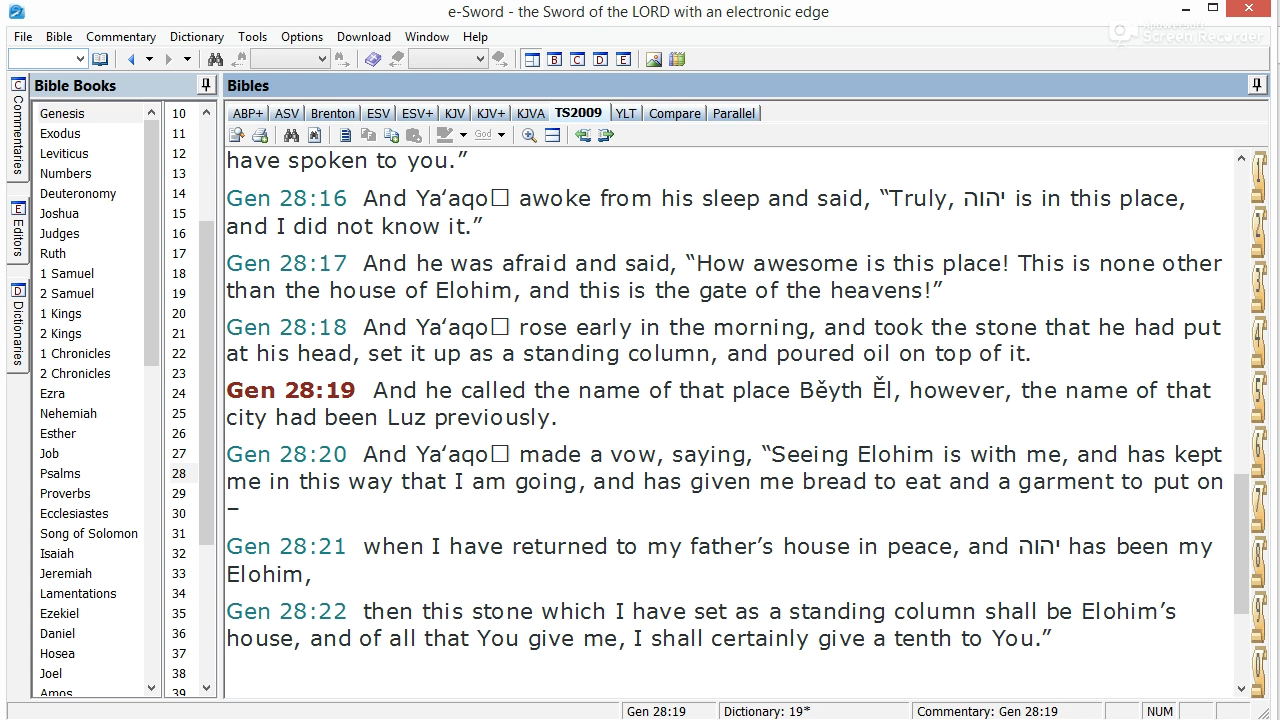 e-Sword - the Sword of the LORD with an electronic edge
File Bible Commentary Dictionary Tools Options Download Window Help
Apowersoft
Screen Recorder
B C D E
C Commentaries
E Editors
D Dictionaries
Bible Books
Genesis
Exodus
Leviticus
Numbers
Deuteronomy
Joshua
Judges
Ruth
1 Samuel
2 Samuel
1 Kings
2 Kings
1 Chronicles
2 Chronicles
Ezra
Nehemiah
Esther
Job
Psalms
Proverbs
Ecclesiastes
Song of Solomon
Isaiah
Jeremiah
Lamentations
Ezekiel
Daniel
Hosea
Joel
Amos
10
11
12
13
14
15
16
17
18
19
20
21
22
23
24
25
26
27
28
29
30
31
32
33
34
35
36
37
38
39
Bibles
ABP+ ASV Brenton ESV ESV+ KJV KJV+ KJVA TS2009 YLT Compare Parallel
God
have spoken to you.”
Gen 28:16 And Ya‘aqo□ awoke from his sleep and said, “Truly, יהוה is in this place,
and I did not know it.”
Gen 28:17 And he was afraid and said, “How awesome is this place! This is none other
than the house of Elohim, and this is the gate of the heavens!”
Gen 28:18 And Ya‘aqo□ rose early in the morning, and took the stone that he had put
at his head, set it up as a standing column, and poured oil on top of it.
Gen 28:19 And he called the name of that place Běyth Ěl, however, the name of that
city had been Luz previously.
Gen 28:20 And Ya‘aqo□ made a vow, saying, “Seeing Elohim is with me, and has kept
me in this way that I am going, and has given me bread to eat and a garment to put on
–
Gen 28:21 when I have returned to my father’s house in peace, and יהוה has been my
Elohim,
Gen 28:22 then this stone which I have set as a standing column shall be Elohim’s
house, and of all that You give me, I shall certainly give a tenth to You.”
1
2
3
4
5
6
7
8
9
0
Gen 28:19 Dictionary: 19* Commentary: Gen 28:19 NUM